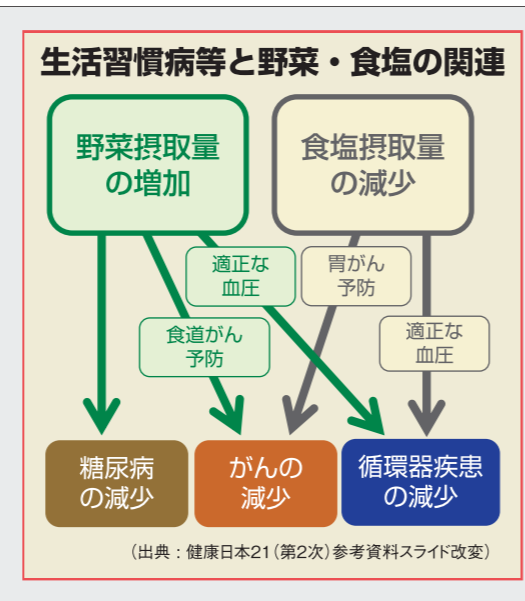 生活習慣病等と野菜・食塩の関連
野菜摂取量
の増加
食塩摂取量
の減少
適正な
血圧
胃がん
予防
食道がん
予防
適正な
血圧
糖尿病
の減少
がんの
減少
循環器疾患
の減少
(出典:健康日本21(第2次)参考資料スライド改変)